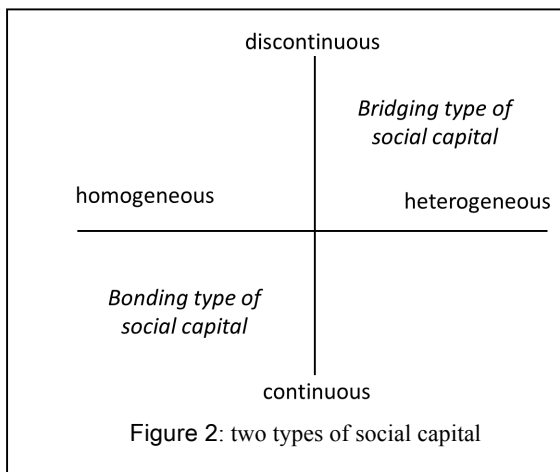 discontinuous
Bridging type of
social capital
homogeneous
heterogeneous
Bonding type of
social capital
continuous
Figure 2: two types of social capital